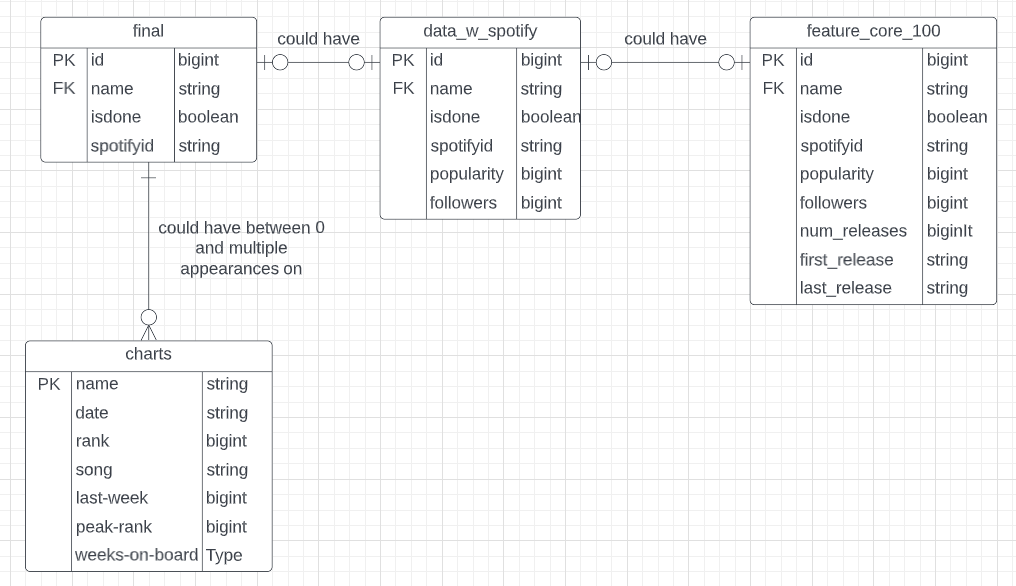 final
PK id bigint
FK name string
isdone boolean
spotifyid string
could have
data_w_spotify
PK id bigint
FK name string
isdone boolean
spotifyid string
popularity bigint
followers bigint
could have
feature_core_100
PK id bigint
FK name string
isdone boolean
spotifyid string
popularity bigint
followers bigint
num_releases biginIt
first_release string
last_release string
could have between 0
and multiple
appearances on
charts
PK name string
date string
rank bigint
song string
last-week bigint
peak-rank bigint
weeks-on-board Type